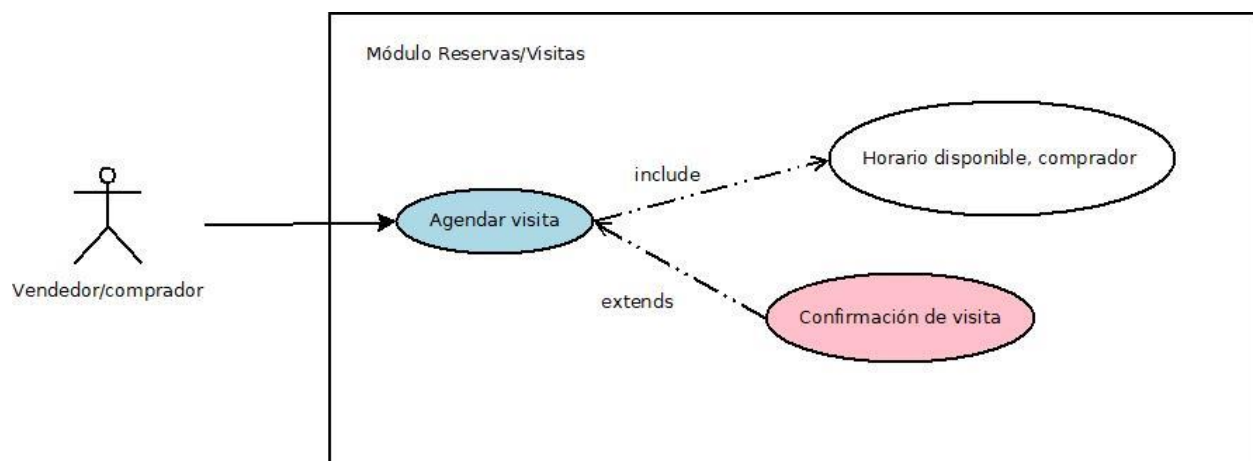 Módulo Reservas/Visitas
Horario disponible, comprador
include
Agendar visita
Vendedor/comprador
extends
Confirmación de visita